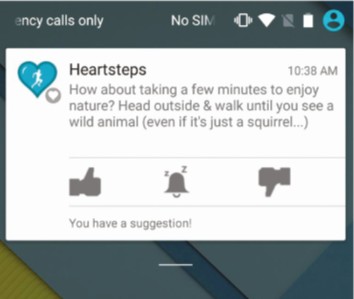 ency calls only No SIM
Heartsteps 10:38 AM
How about taking a few minutes to enjoy
nature? Head outside & walk until you see a
wild animal (even if it's just a squirrel...)
z z
You have a suggestion!